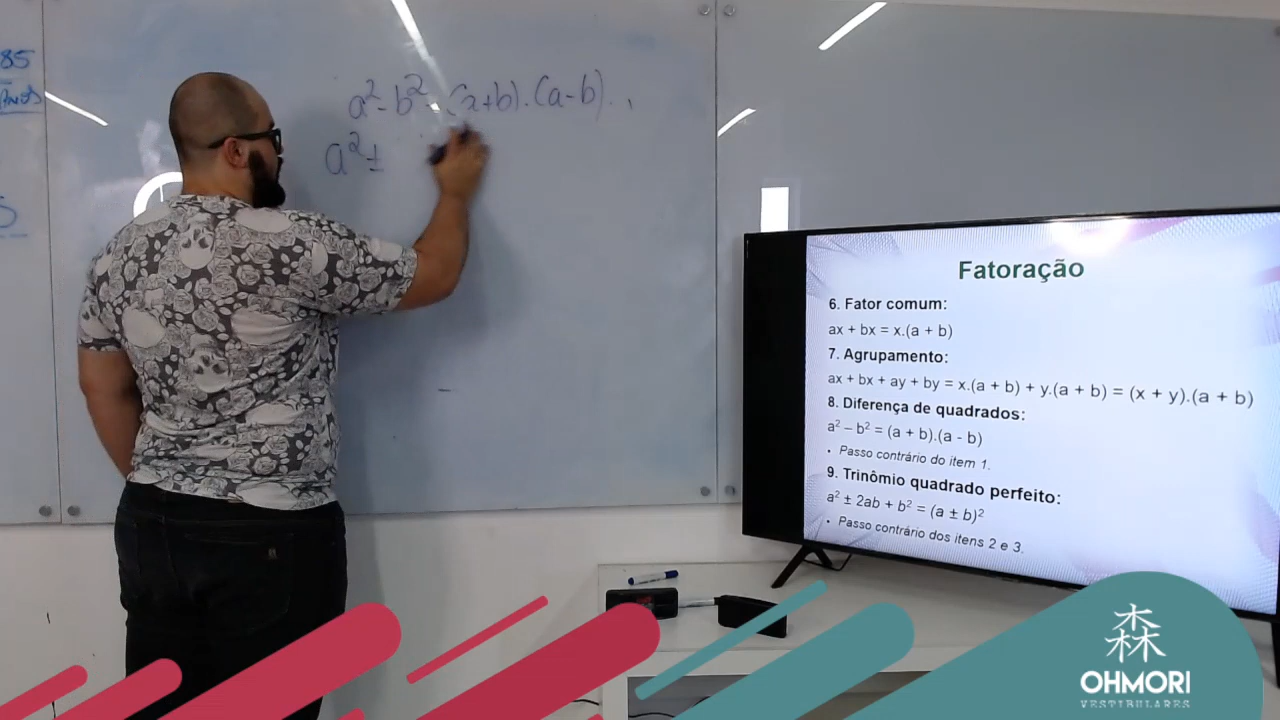 85
a² - b² = (a+b).(a-b)
a² ±
Fatoração
6. Fator comum:
ax + bx = x.(a + b)
7. Agrupamento:
ax + bx + ay + by = x.(a + b) + y.(a + b) = (x + y).(a + b)
8. Diferença de quadrados:
a² – b² = (a + b).(a - b)
• Passo contrário do item 1.
9. Trinômio quadrado perfeito:
a² ± 2ab + b² = (a ± b)²
• Passo contrário dos itens 2 e 3.
森
OHMORI
VESTIBULARES